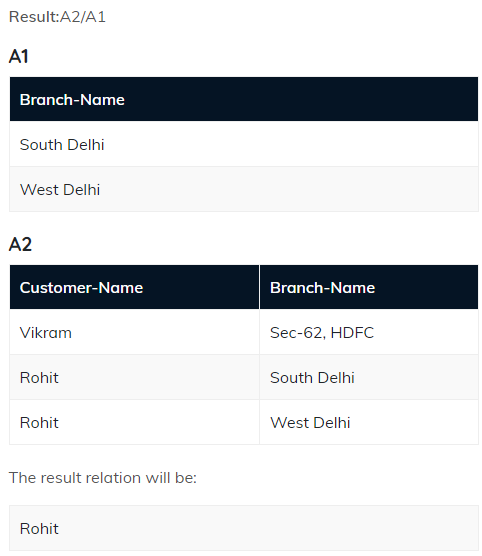 Result:A2/A1
A1
Branch-Name
South Delhi
West Delhi
A2
Customer-Name Branch-Name
Vikram Sec-62, HDFC
Rohit South Delhi
Rohit West Delhi
The result relation will be:
Rohit